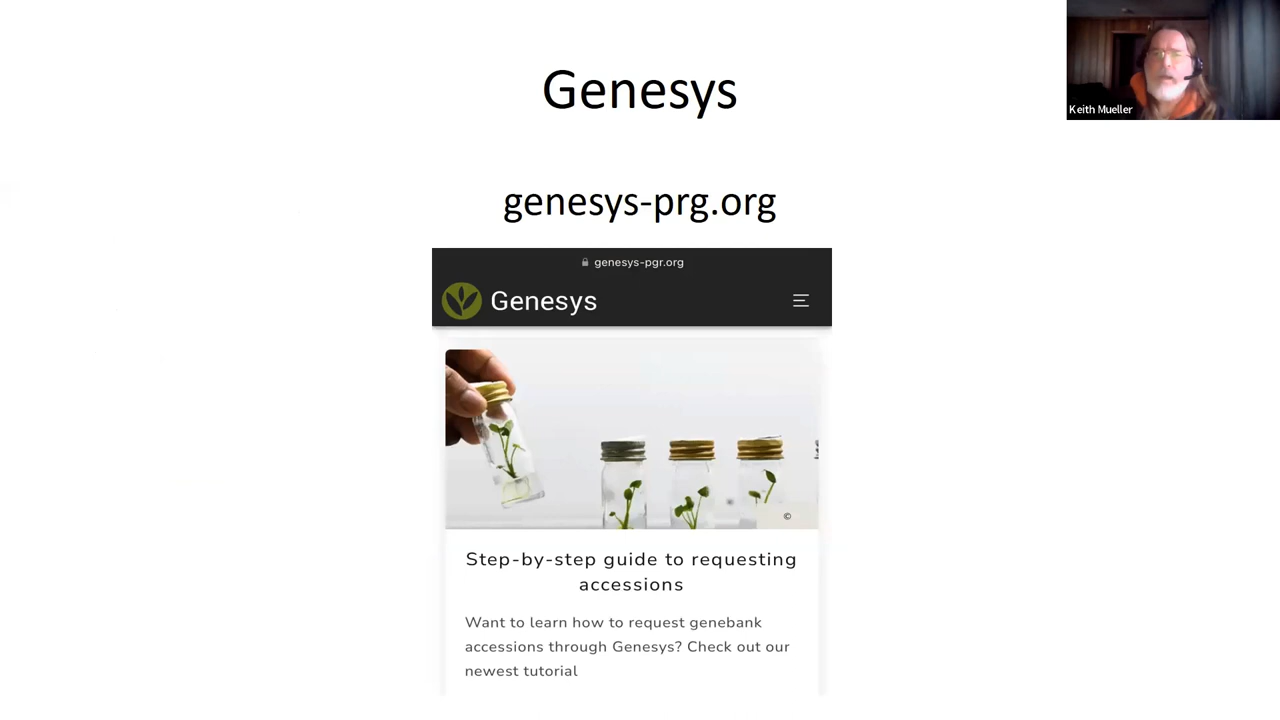 Genesys
Keith Mueller
genesys-prg.org
genesys-pgr.org
Genesys
©
Step-by-step guide to requesting
accessions
Want to learn how to request genebank
accessions through Genesys? Check out our
newest tutorial